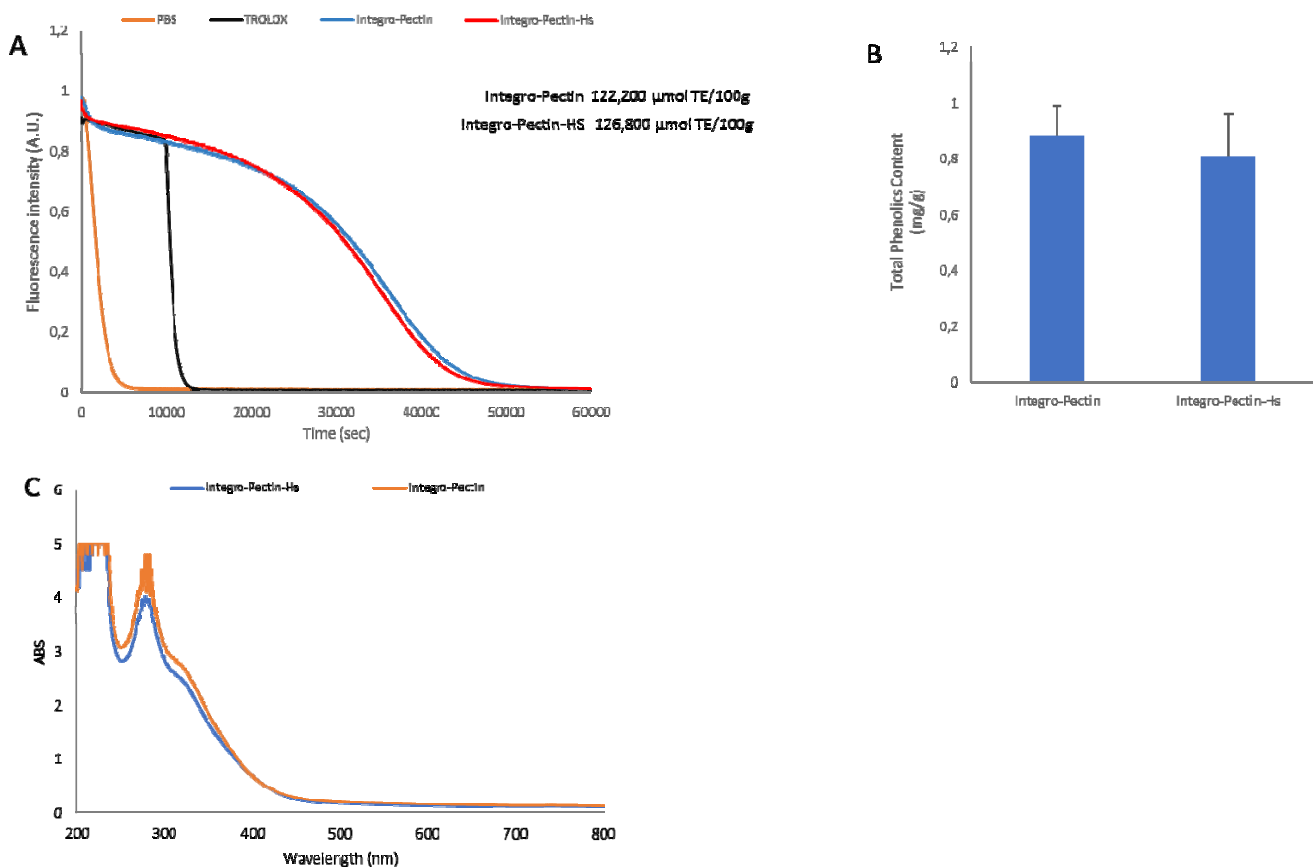 PBS TROLOX Integro-Pectin Integro-Pectin-Hs
A
1,2
1
0,8
0,6
0,4
0,2
0
Fluorescence intensity (A.U.)
Integro-Pectin 122,200 µmol TE/100g
Integro-Pectin-HS 126,800 µmol TE/100g
0 10000 20000 30000 40000 50000 60000
Time (sec)
B
1,2
1
0,8
0,6
0,4
0,2
0
Total Phenolics Content
(mg/g)
Integro-Pectin Integro-Pectin-Hs
C
Integro-Pectin-Hs Integro-Pectin
6
5
4
3
2
1
0
ABS
200 300 400 500 600 700 800
Wavelength (nm)